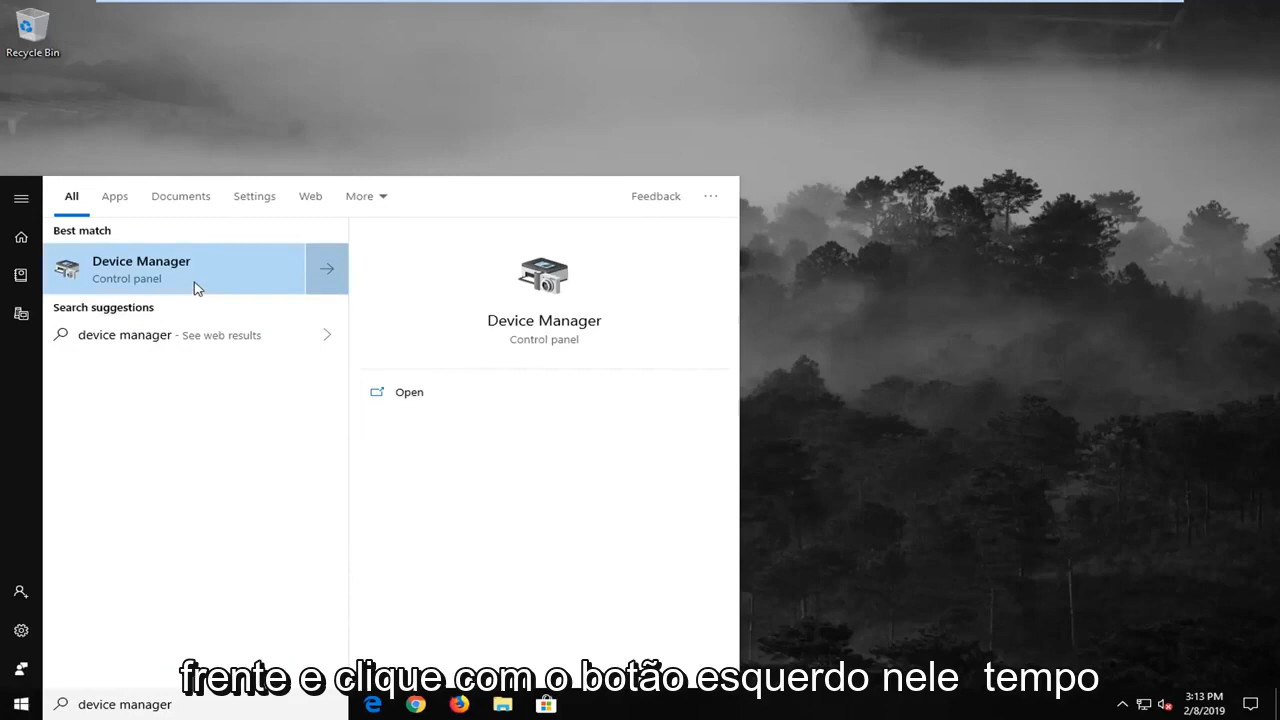 Recycle Bin
All Apps Documents Settings Web More Feedback ...
Best match
Device Manager
Control panel
Search suggestions
device manager - See web results
Device Manager
Control panel
Open
frente e clique com o botão esquerdo nele tempo
device manager
3:13 PM
2/8/2019